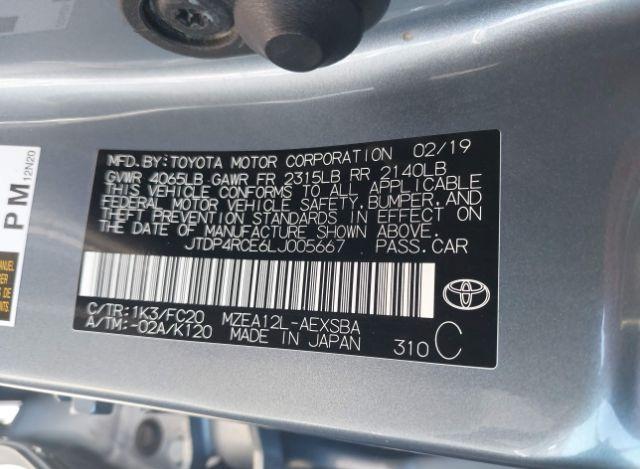 MFD.BY:TOYOTA MOTOR CORPORATION 02/19
GVWR 4065LB GAWR FR 2315LB RR 2140LB
THIS VEHICLE CONFORMS TO ALL APPLICABLE
FEDERAL MOTOR VEHICLE SAFETY,BUMPER,AND
THEFT PREVENTION STANDARDS IN EFFECT ON
THE DATE OF MANUFACTURE SHOWN ABOVE.
JTDP4RCE6LJ005667 PASS.CAR
C/TR:1K3/FC20 MZEA12L-AEXSBA
A/TM:-02A/K120 MADE IN JAPAN 310 C
PM
12N20
MANUEL